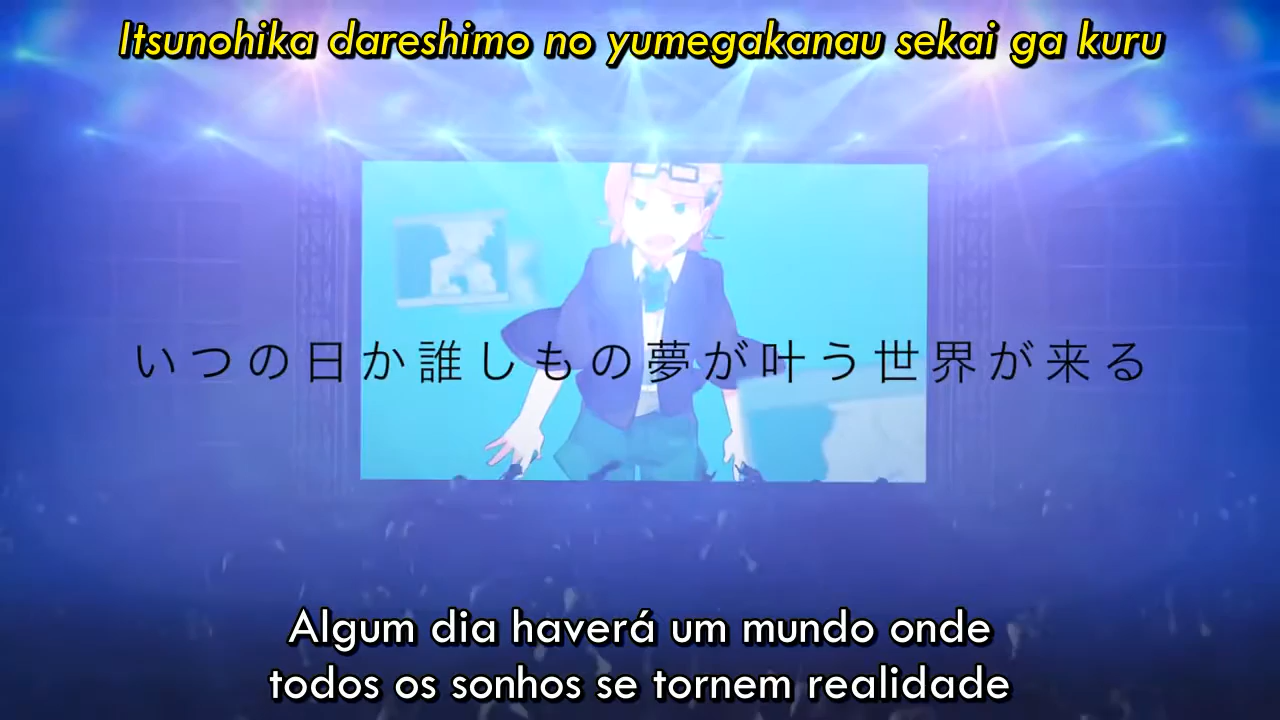 Itsunohika dareshimo no yumegakanau sekai ga kuru
いつの日か誰しもの夢が叶う世界が来る
Algum dia haverá um mundo onde
todos os sonhos se tornem realidade